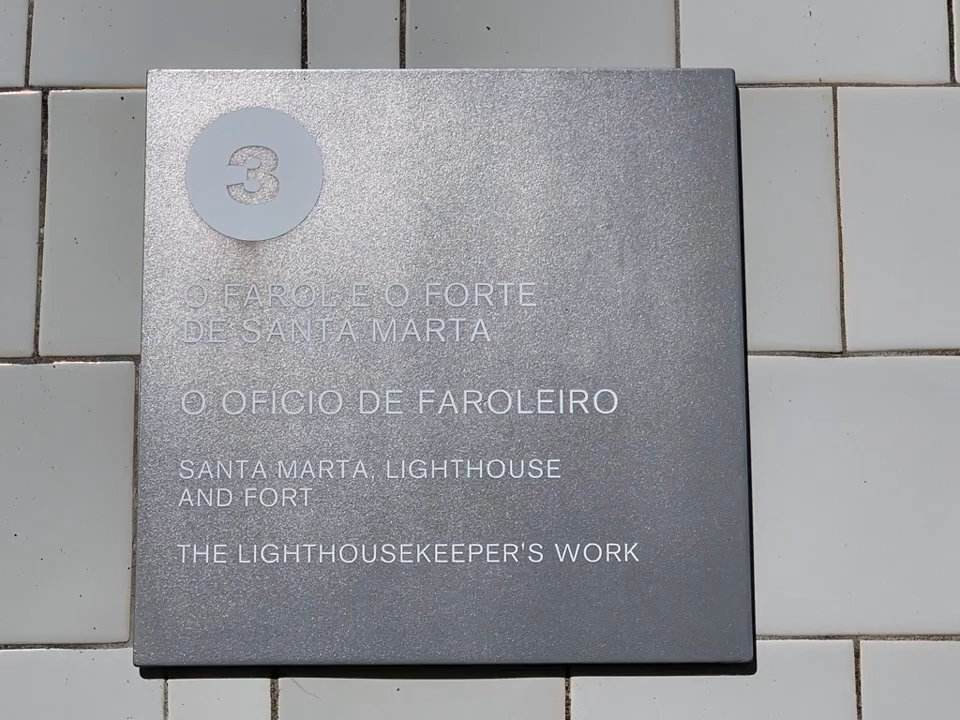 3
O FAROL E O FORTE
DE SANTA MARTA
O OFICIO DE FAROLEIRO
SANTA MARTA, LIGHTHOUSE
AND FORT
THE LIGHTHOUSEKEEPER'S WORK